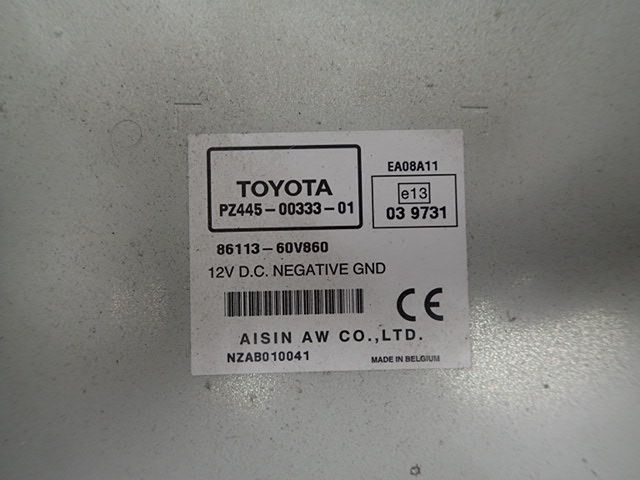 TOYOTA
PZ445-00333-01
EA08A11
e13
03 9731
86113-60V860
12V D.C. NEGATIVE GND
CE
AISIN AW CO.,LTD.
NZAB010041
MADE IN BELGIUM